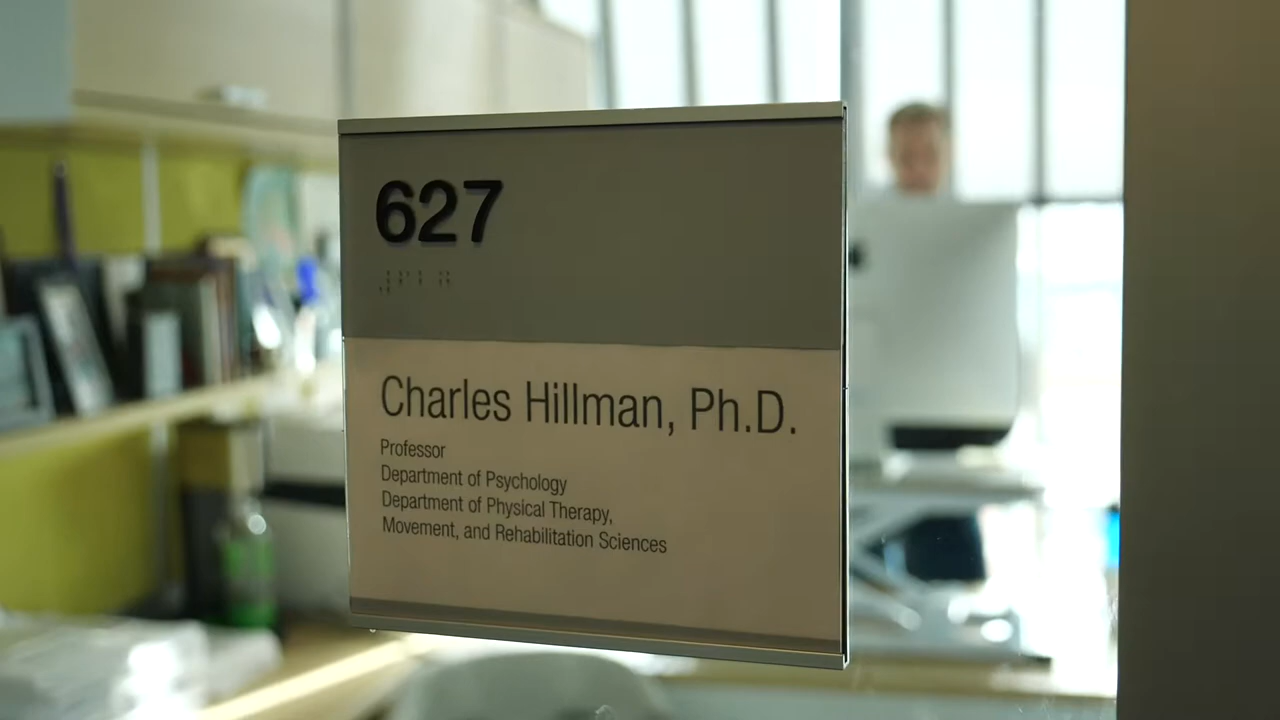 627
Charles Hillman, Ph.D.
Professor
Department of Psychology
Department of Physical Therapy,
Movement, and Rehabilitation Sciences